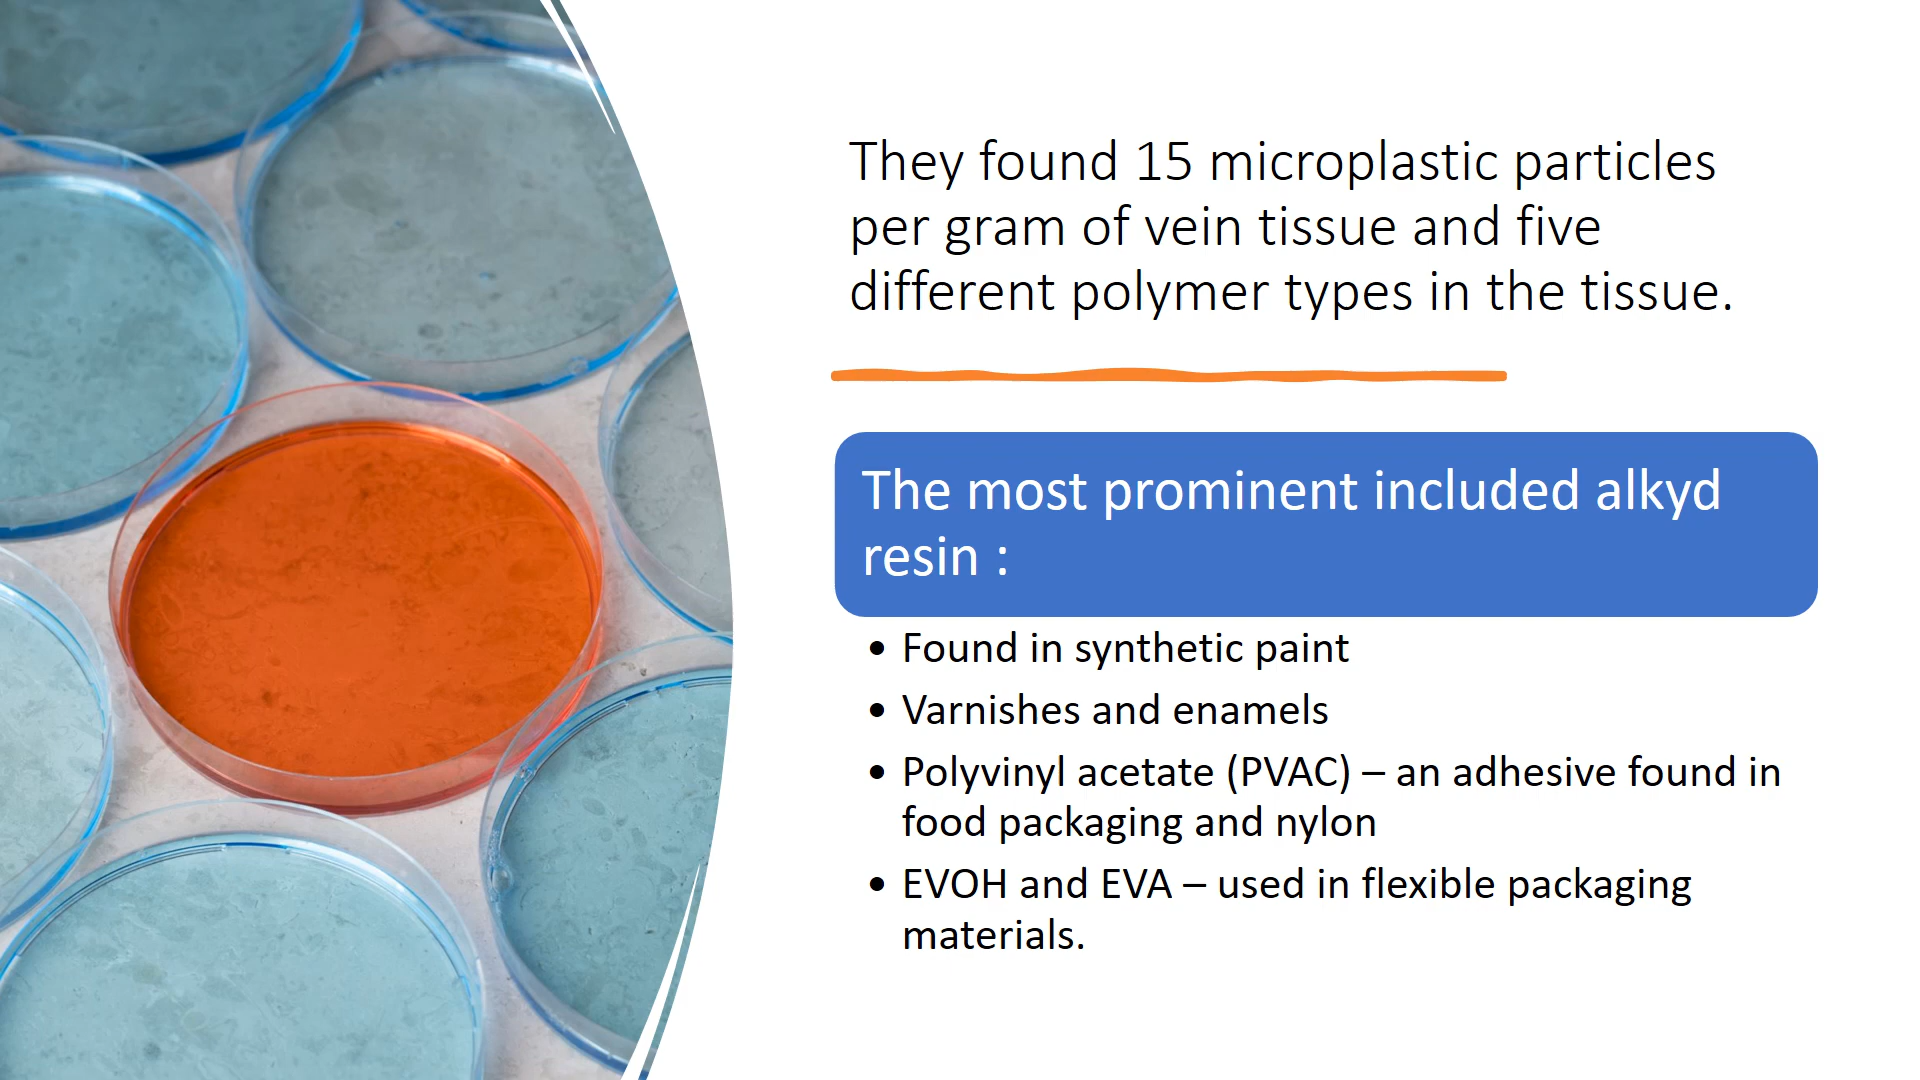 They found 15 microplastic particles
per gram of vein tissue and five
different polymer types in the tissue.
The most prominent included alkyd
resin :
• Found in synthetic paint
• Varnishes and enamels
• Polyvinyl acetate (PVAC) – an adhesive found in
food packaging and nylon
• EVOH and EVA – used in flexible packaging
materials.